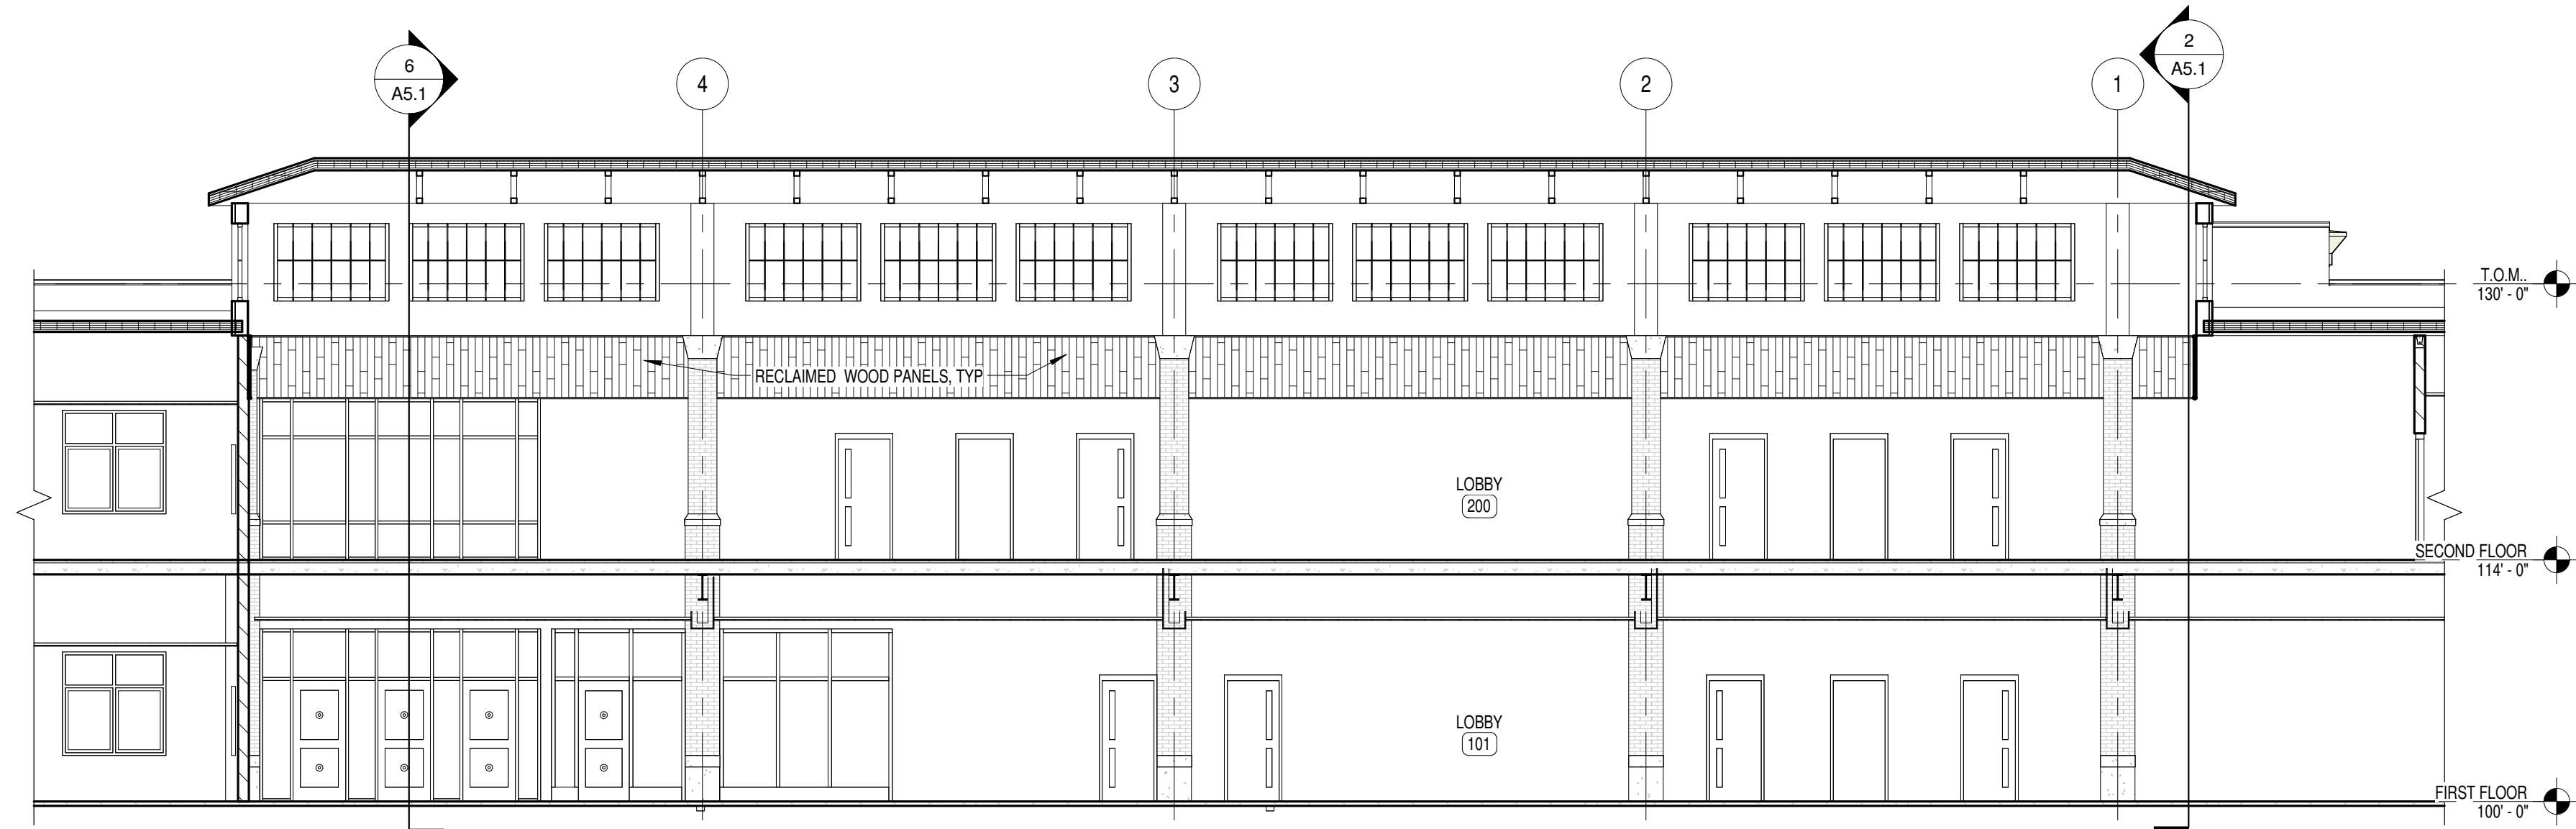 6
A5.1
4
3
2
1
2
A5.1
T.O.M..
130' - 0"
RECLAIMED WOOD PANELS, TYP
LOBBY
200
SECOND FLOOR
114' - 0"
LOBBY
101
FIRST FLOOR
100' - 0"